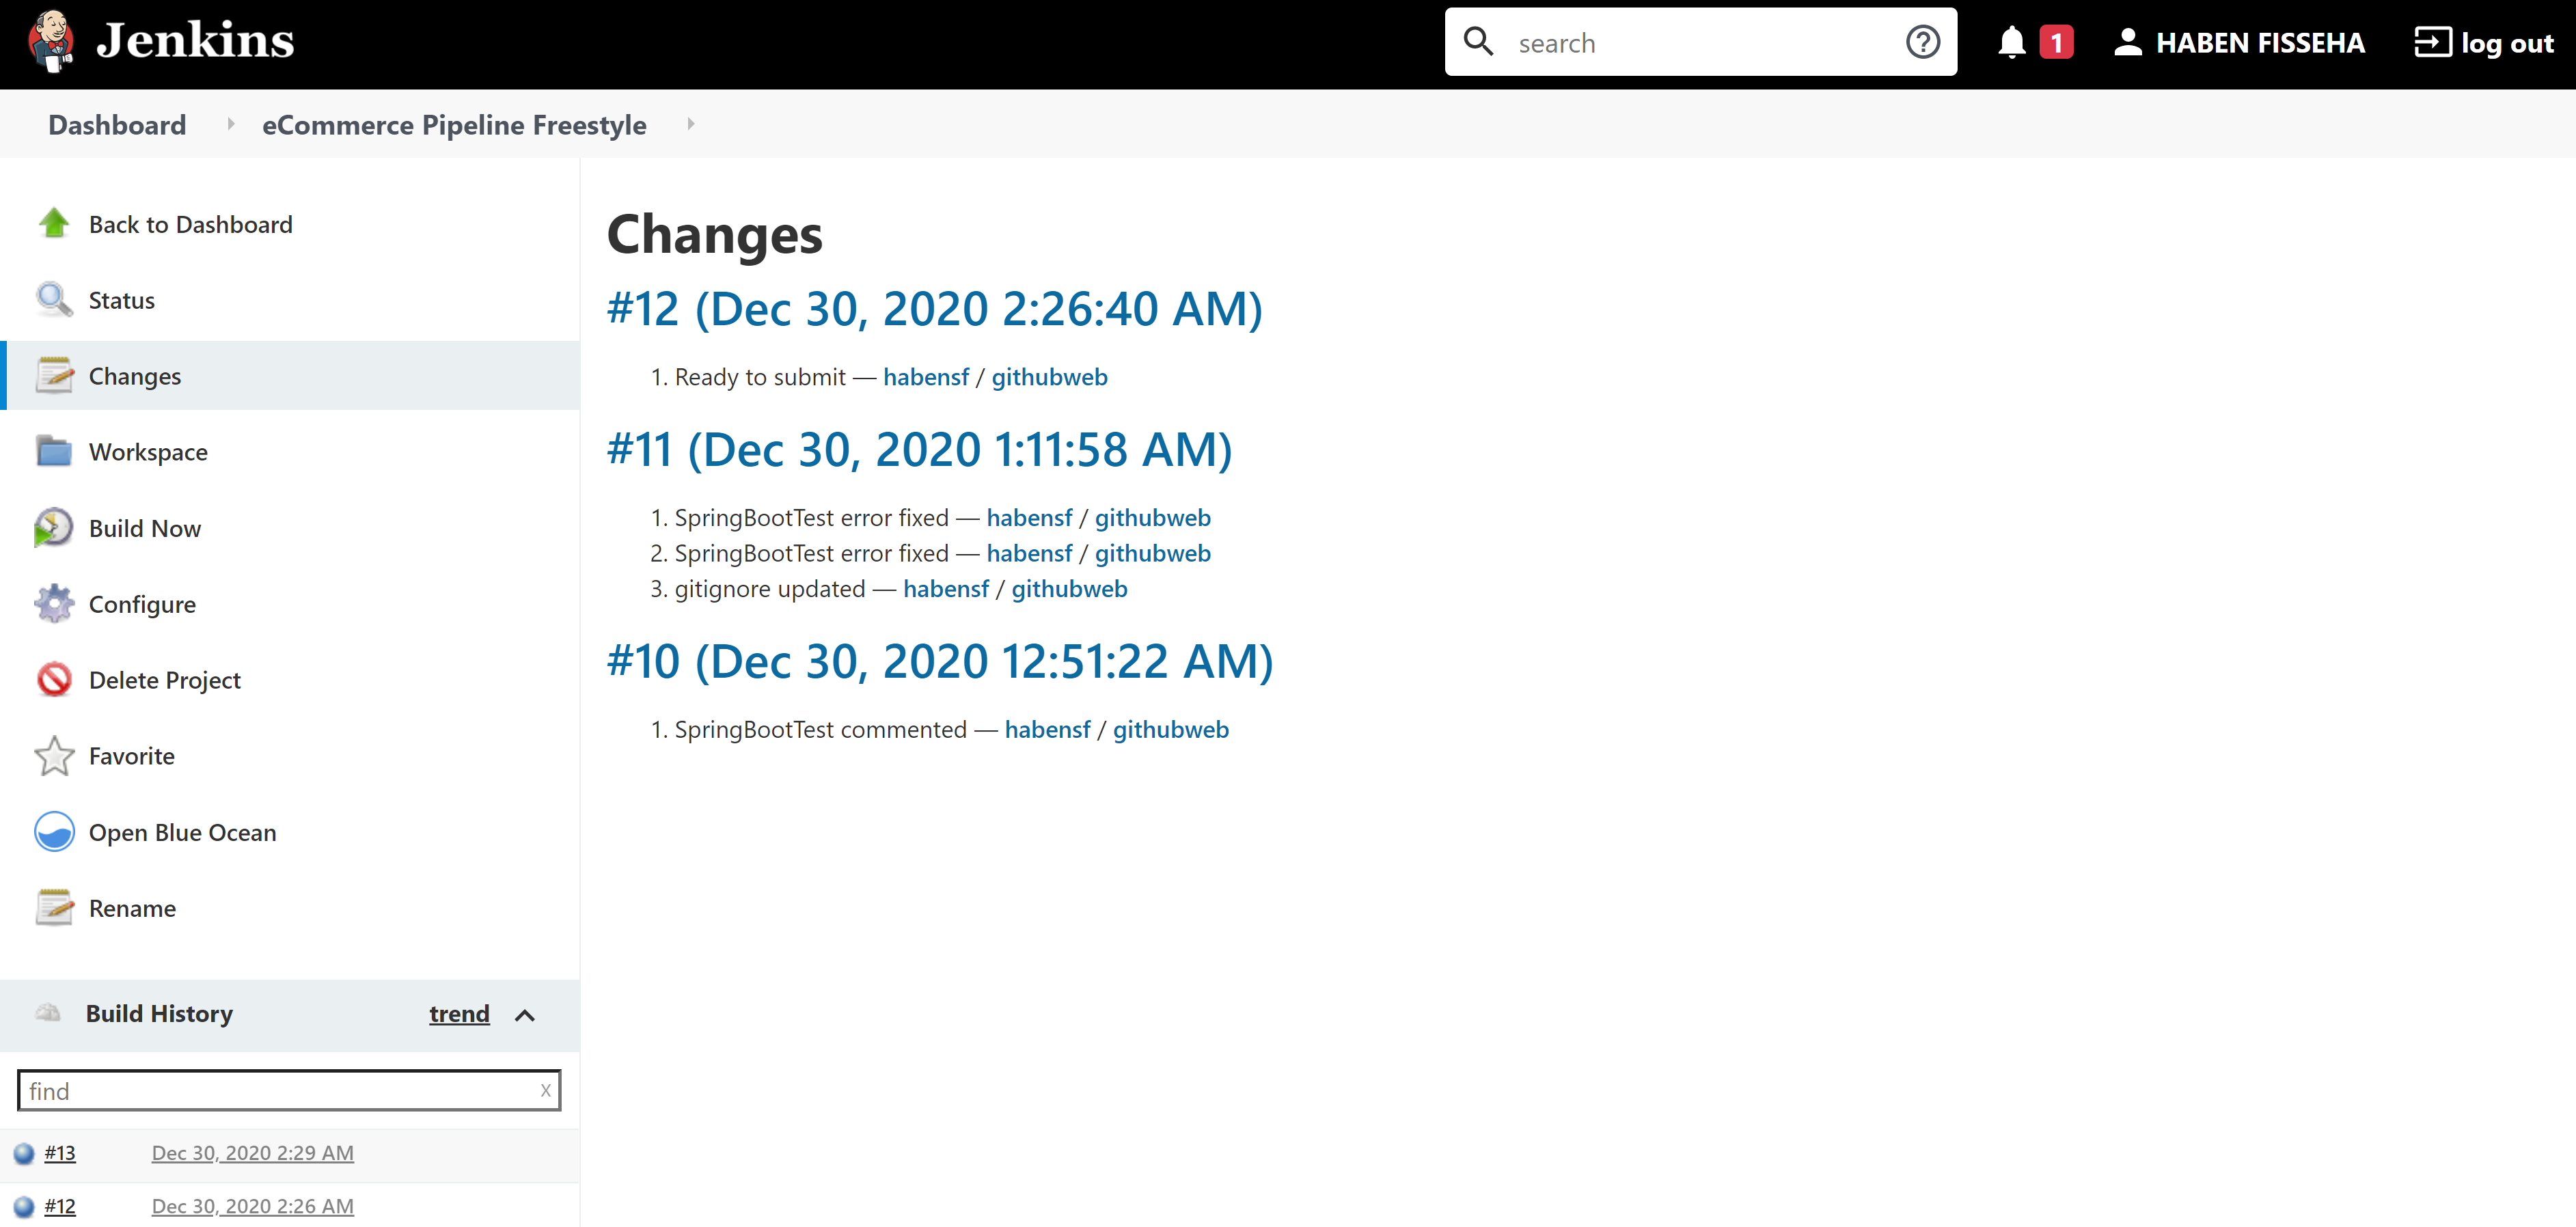 Jenkins
search
1
HABEN FISSEHA
log out
Dashboard
eCommerce Pipeline Freestyle
Back to Dashboard
Status
Changes
Workspace
Build Now
Configure
Delete Project
Favorite
Open Blue Ocean
Rename
Build History
trend
find
x
#13 Dec 30, 2020 2:29 AM
#12 Dec 30, 2020 2:26 AM
Changes
#12 (Dec 30, 2020 2:26:40 AM)
1. Ready to submit — habensf / githubweb
#11 (Dec 30, 2020 1:11:58 AM)
1. SpringBootTest error fixed — habensf / githubweb
2. SpringBootTest error fixed — habensf / githubweb
3. gitignore updated — habensf / githubweb
#10 (Dec 30, 2020 12:51:22 AM)
1. SpringBootTest commented — habensf / githubweb